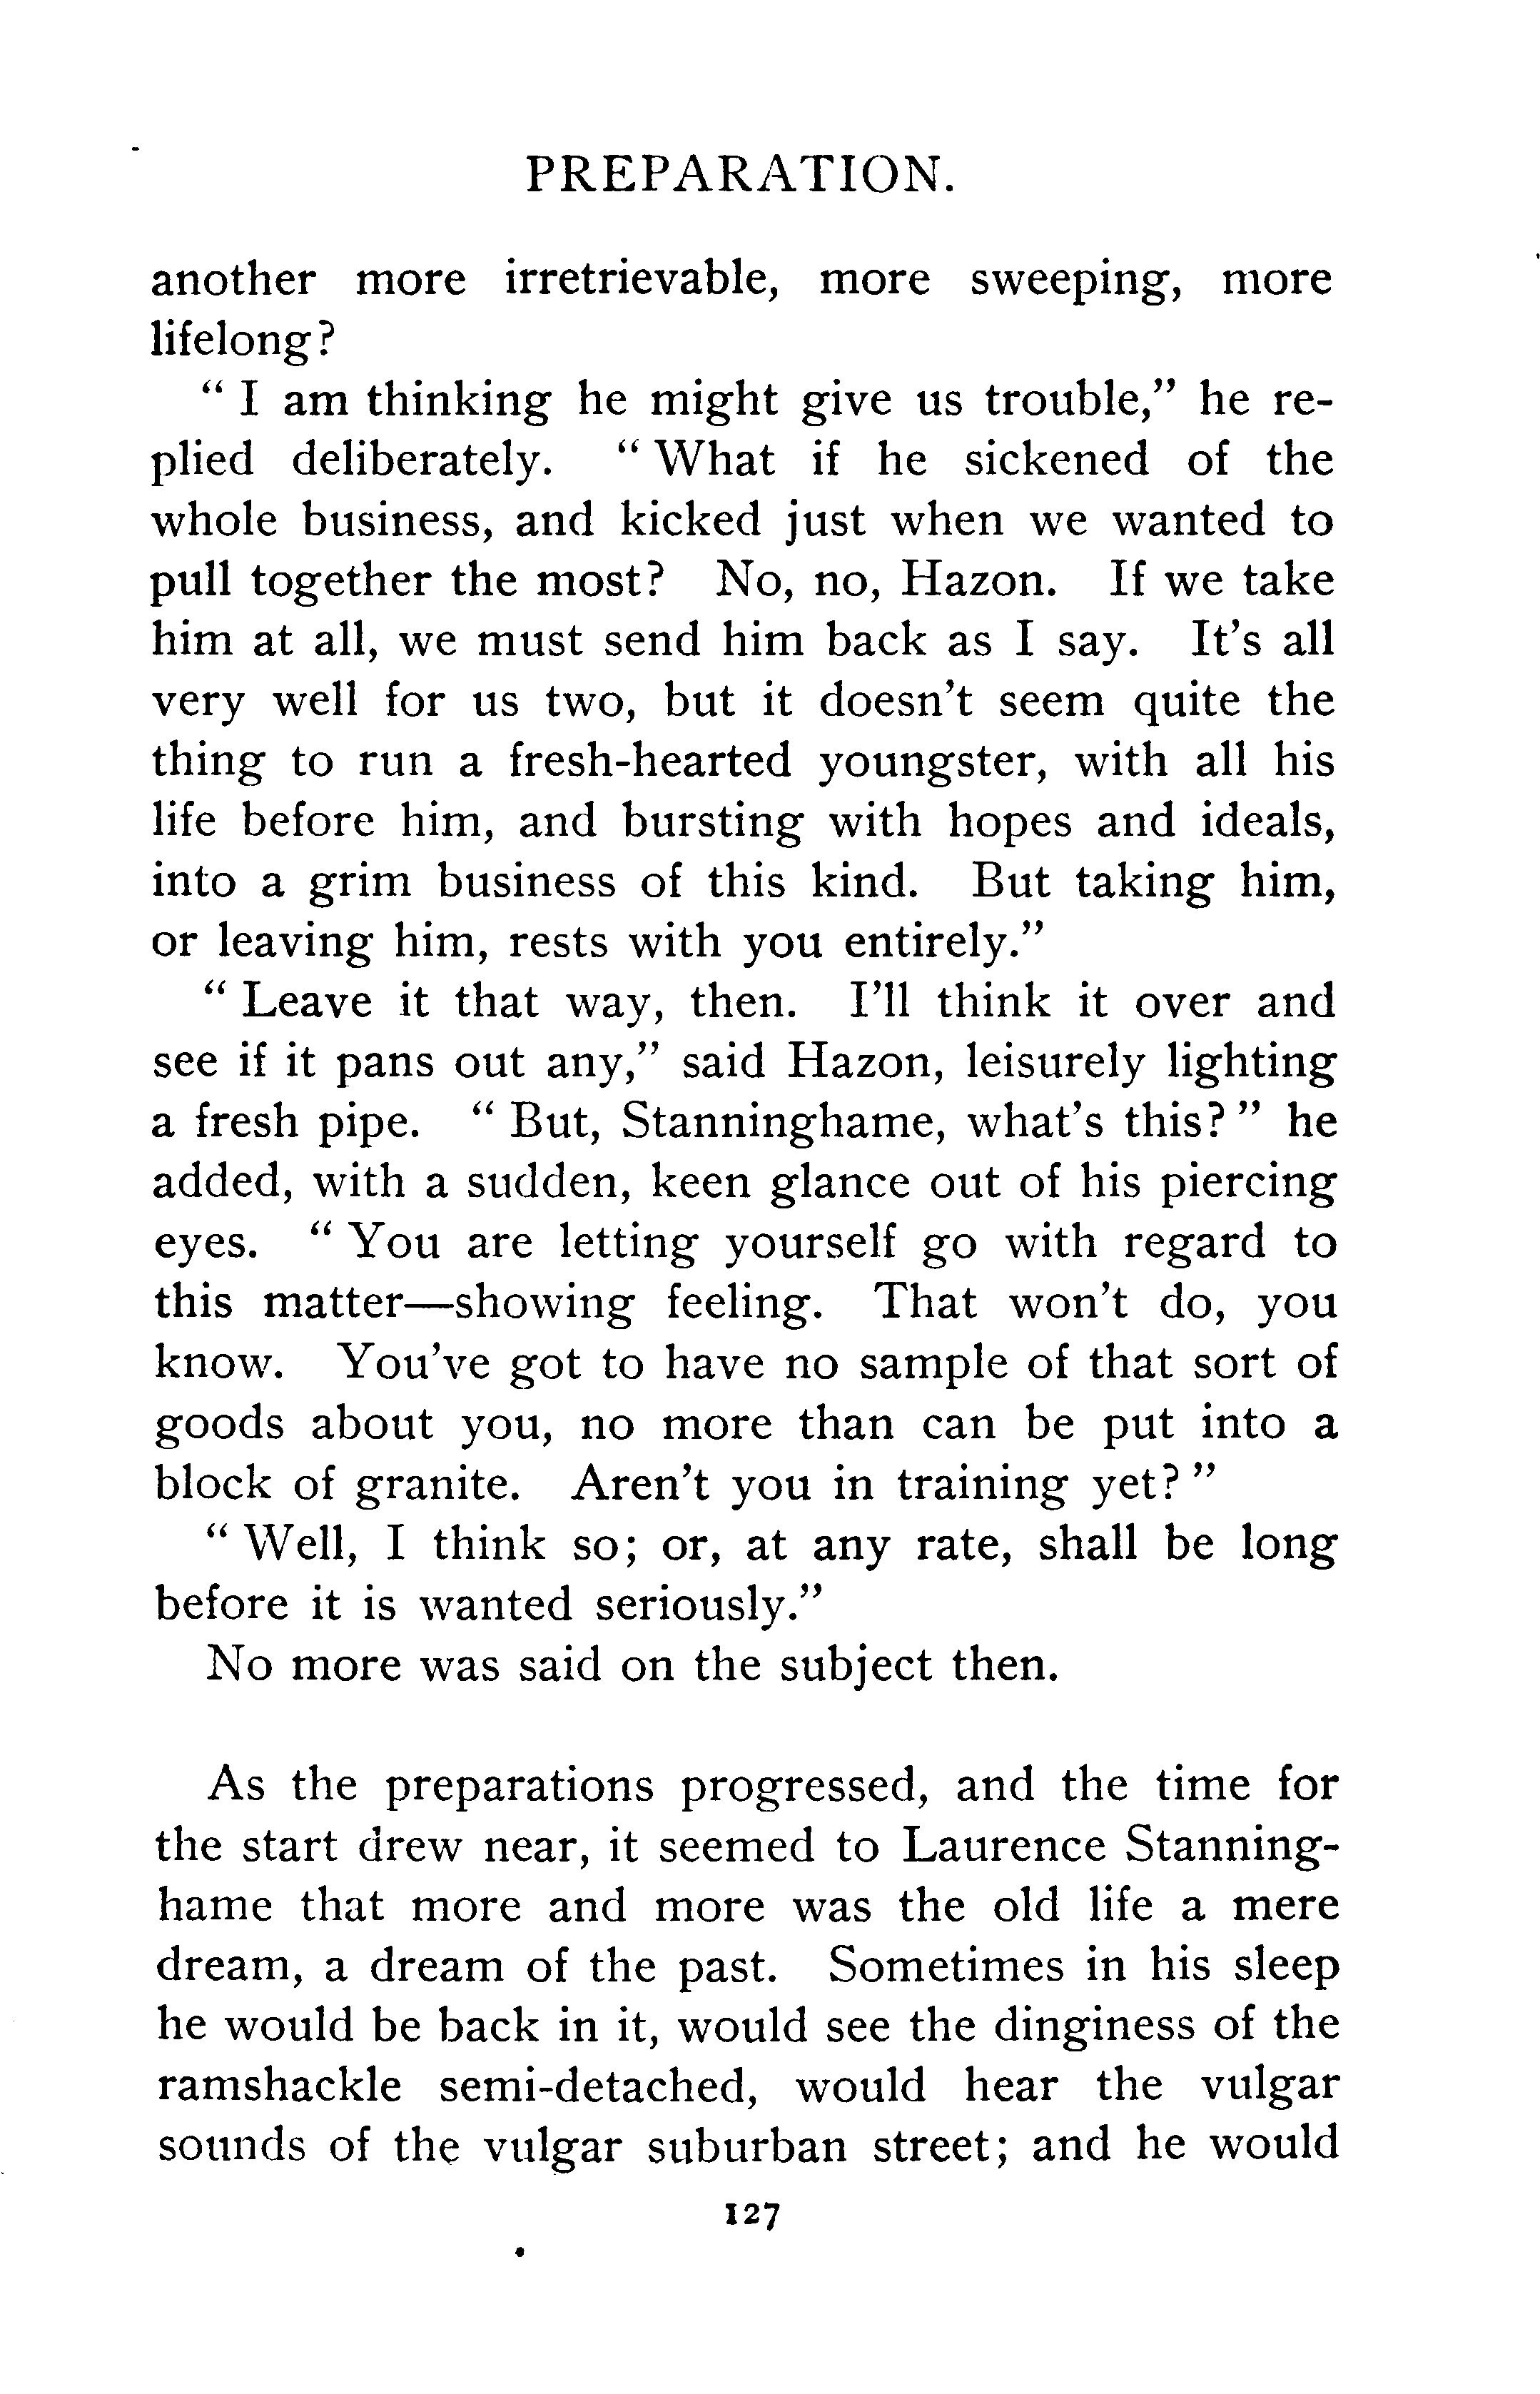 PREPARATION.
another more irretrievable, more sweeping, more
lifelong?
“ I am thinking he might give us trouble,” he re-
plied deliberately. “ What if he sickened of the
whole business, and kicked just when we wanted to
pull together the most? No, no, Hazon. If we take
him at all, we must send him back as I say. It’s all
very well for us two, but it doesn’t seem quite the
thing to run a fresh-hearted youngster, with all his
life before him, and bursting with hopes and ideals,
into a grim business of this kind. But taking him,
or leaving him, rests with you entirely.”
“ Leave it that way, then. I’ll think it over and
see if it pans out any,” said Hazon, leisurely lighting
a fresh pipe. “ But, Stanninghame, what’s this? ” he
added, with a sudden, keen glance out of his piercing
eyes. “ You are letting yourself go with regard to
this matter—showing feeling. That won’t do, you
know. You’ve got to have no sample of that sort of
goods about you, no more than can be put into a
block of granite. Aren’t you in training yet? ”
“ Well, I think so; or, at any rate, shall be long
before it is wanted seriously.”
No more was said on the subject then.
As the preparations progressed, and the time for
the start drew near, it seemed to Laurence Stanning-
hame that more and more was the old life a mere
dream, a dream of the past. Sometimes in his sleep
he would be back in it, would see the dinginess of the
ramshackle semi-detached, would hear the vulgar
sounds of the vulgar suburban street; and he would
127